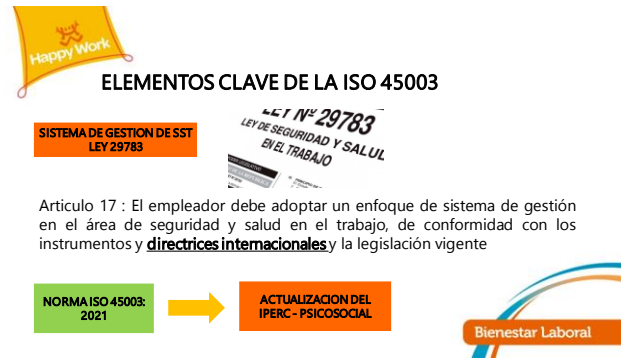 Happy Work
ELEMENTOS CLAVE DE LA ISO 45003
SISTEMA DE GESTION DE SST
LEY 29783
LEY Nº 29783
LEY DE SEGURIDAD Y SALUD
EN EL TRABAJO
Articulo 17 : El empleador debe adoptar un enfoque de sistema de gestión
en el área de seguridad y salud en el trabajo, de conformidad con los
instrumentos y directrices internacionales y la legislación vigente
NORMA ISO 45003:
2021
ACTUALIZACION DEL
IPERC - PSICOSOCIAL
Bienestar Laboral